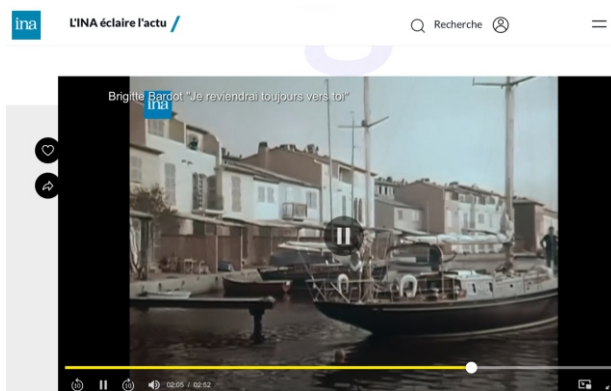 ina
L'INA éclaire l'actu
Recherche
Brigitte Bardot "Je reviendrai toujours vers toi"
ina
10
10
02:05 / 02:52